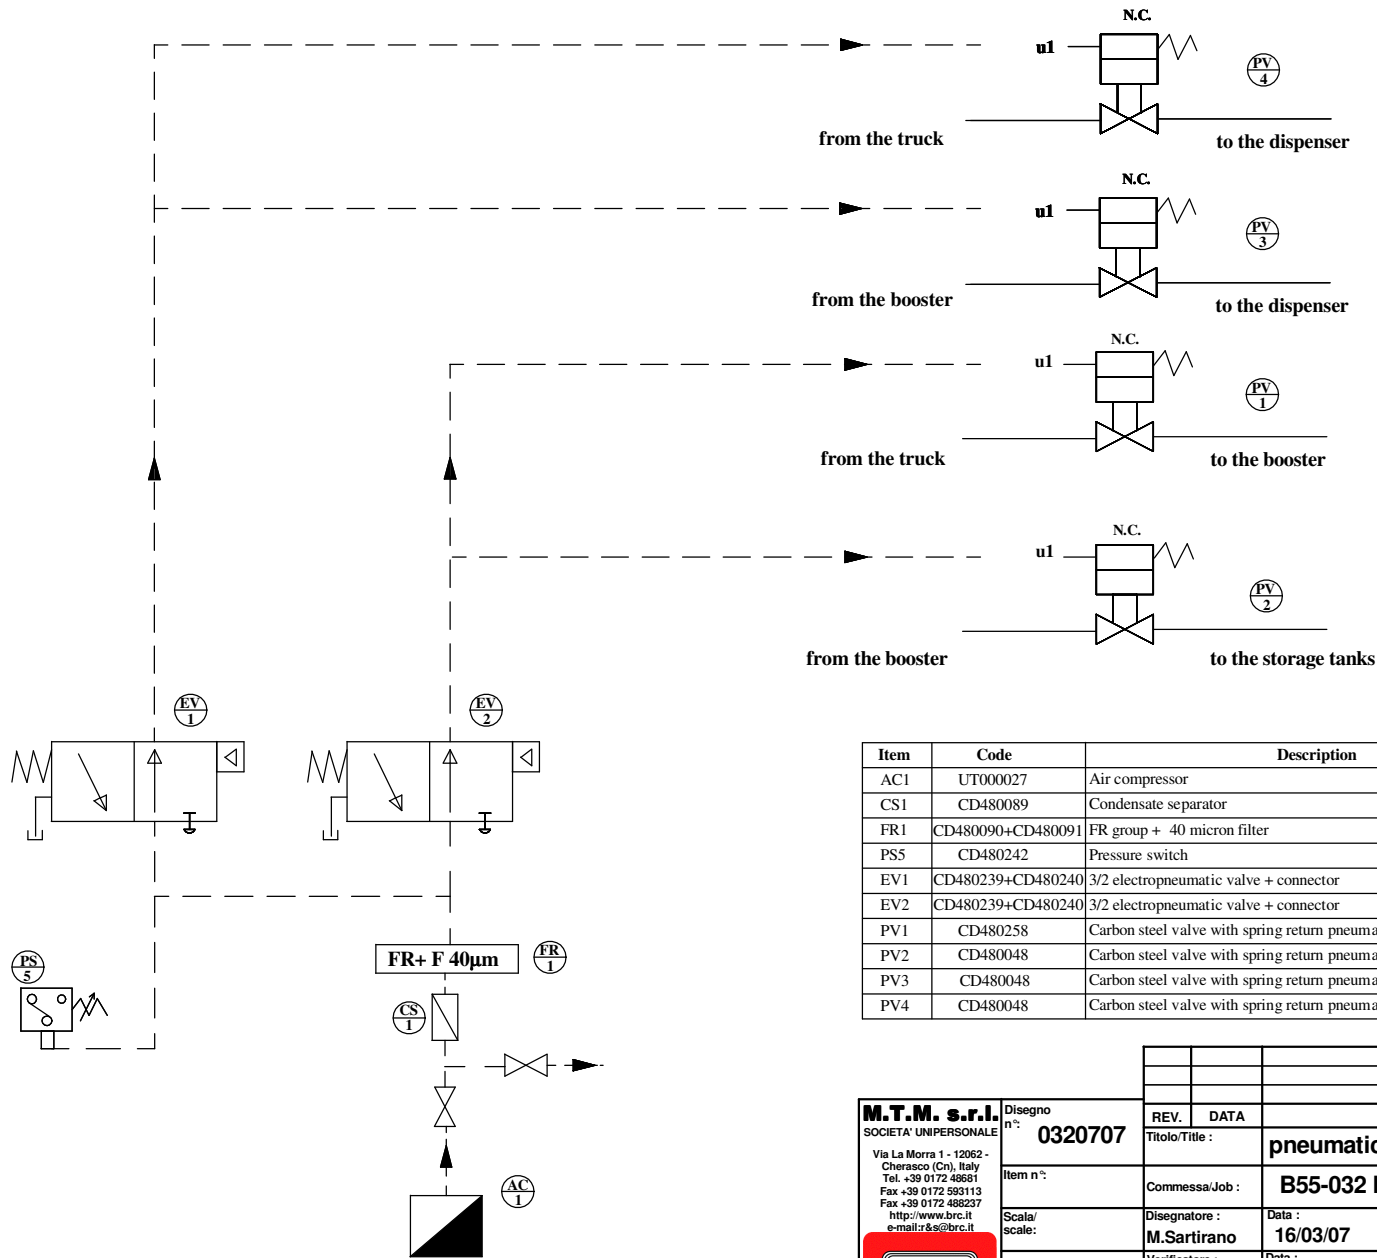 N.C.
u1
PV
4
from the truck
to the dispenser
N.C.
u1
PV
3
from the booster
to the dispenser
N.C.
u1
PV
1
from the truck
to the booster
N.C.
u1
PV
2
from the booster
to the storage tanks
EV
1
EV
2
Item Code Description
AC1 UT000027 Air compressor
CS1 CD480089 Condensate separator
FR1 CD480090+CD480091 FR group + 40 micron filter
PS5 CD480242 Pressure switch
EV1 CD480239+CD480240 3/2 electropneumatic valve + connector
EV2 CD480239+CD480240 3/2 electropneumatic valve + connector
PV1 CD480258 Carbon steel valve with spring return pneuma
PV2 CD480048 Carbon steel valve with spring return pneuma
PV3 CD480048 Carbon steel valve with spring return pneuma
PV4 CD480048 Carbon steel valve with spring return pneuma
FR+ F 40µm
FR
1
PS
5
CS
1
AC
1
M.T.M. s.r.l.
SOCIETA' UNIPERSONALE
Via La Morra 1 - 12062 -
Cherasco (Cn), Italy
Tel. +39 0172 48681
Fax +39 0172 593113
Fax +39 0172 488237
http://www.brc.it
e-mail:r&s@brc.it
Disegno
n°:
0320707
Item n°:
Scala/
scale:
REV. DATA
Titolo/Title :
pneumatic
Commessa/Job :
B55-032
Disegnatore :
M.Sartirano
Data :
16/03/07